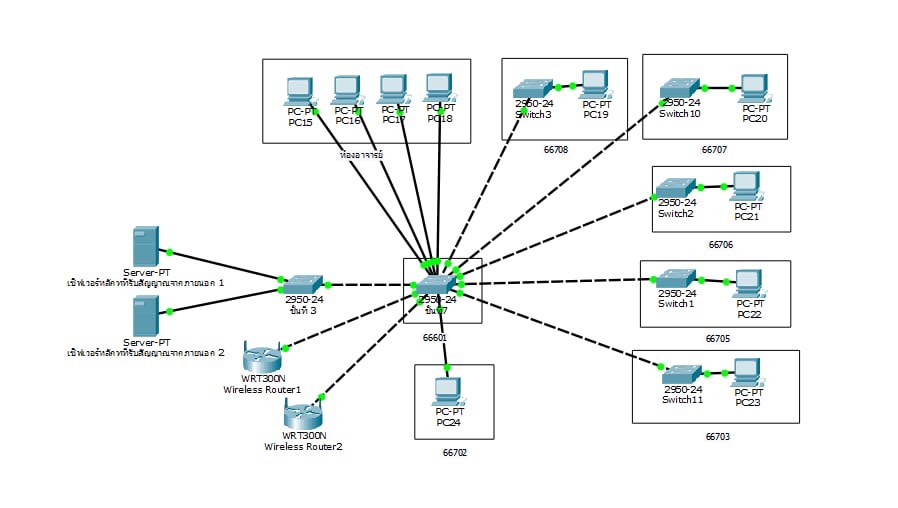 PC-PT
PC15
PC-PT
PC16
PC-PT
PC17
PC-PT
PC18
ห้องอาจารย์
2950-24
Switch3
PC-PT
PC19
66708
2950-24
Switch10
PC-PT
PC20
66707
2950-24
Switch2
PC-PT
PC21
66706
Server-PT
เซิฟเวอร์หลักที่รับสัญญาณจากภายนอก 1
2950-24
ชั้นที่ 3
2950-24
ชั้นที่ 7
66601
2950-24
Switch1
PC-PT
PC22
66705
Server-PT
เซิฟเวอร์หลักที่รับสัญญาณจากภายนอก 2
WRT300N
Wireless Router1
WRT300N
Wireless Router2
PC-PT
PC24
66702
2950-24
Switch11
PC-PT
PC23
66703